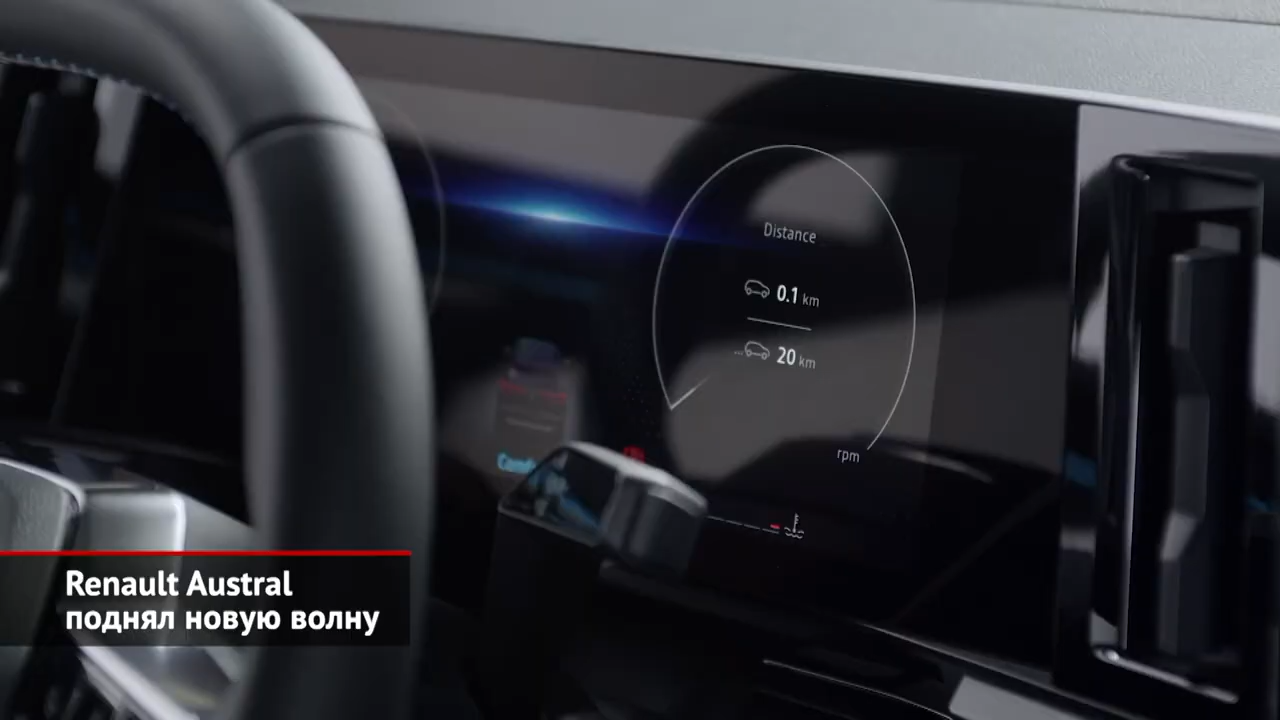 Distance
0.1 km
...20 km
rpm
Renault Austral
поднял новую волну